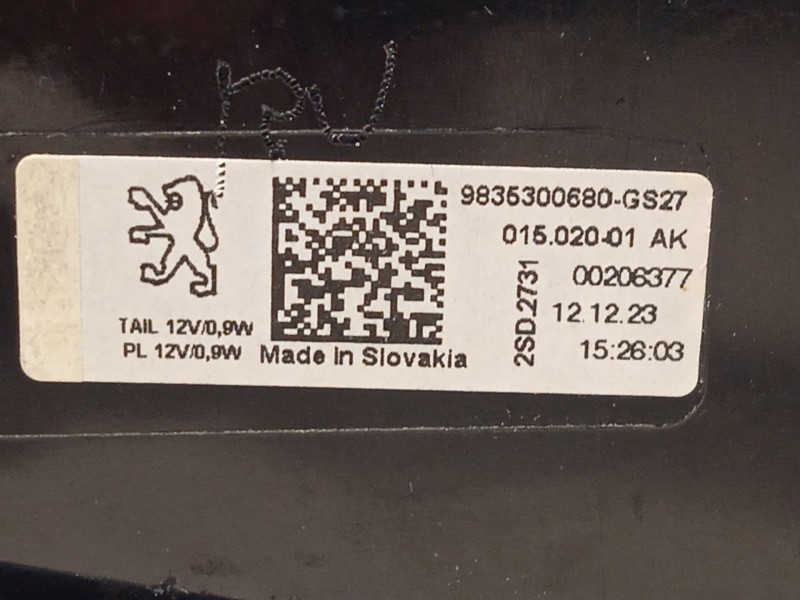 RV
9835300680-GS27
015.020-01 AK
00206377
2SD.2731
12.12.23
15:26:03
TAIL 12V/0,9W
PL 12V/0,9W
Made in Slovakia